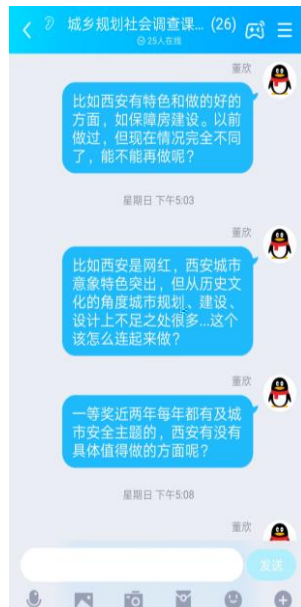 城乡规划社会调查课... (26)
25人在线
董欣
比如西安有特色和做的好的
方面，如保障房建设。以前
做过，但现在情况完全不同
了，能不能再做呢？
星期日 下午5:03
董欣
比如西安是网红，西安城市
意象特色突出，但从历史文
化的角度城市规划、建设、
设计上不足之处很多...这个
该怎么连起来做？
董欣
一等奖近两年每年都有及城
市安全主题的，西安有没有
具体值得做的方面呢？
星期日 下午5:08
董欣
发送